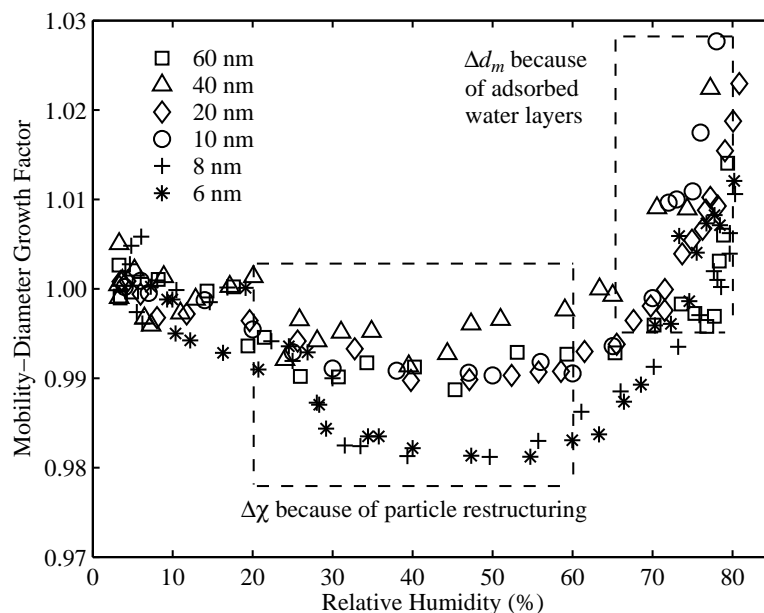 1.03
1.02
1.01
1.00
0.99
0.98
0.97
Mobility−Diameter Growth Factor
60 nm
40 nm
20 nm
10 nm
8 nm
6 nm
Δd_m because
of adsorbed
water layers
Δχ because of particle restructuring
0 10 20 30 40 50 60 70 80
Relative Humidity (%)